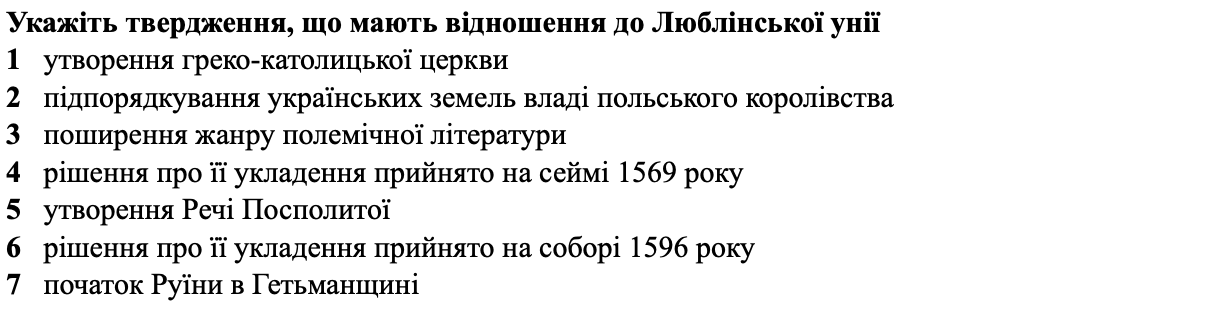 Укажіть твердження, що мають відношення до Люблінської унії
1 утворення греко-католицької церкви
2 підпорядкування українських земель владі польського королівства
3 поширення жанру полемічної літератури
4 рішення про її укладення прийнято на сеймі 1569 року
5 утворення Речі Посполитої
6 рішення про її укладення прийнято на соборі 1596 року
7 початок Руїни в Гетьманщині